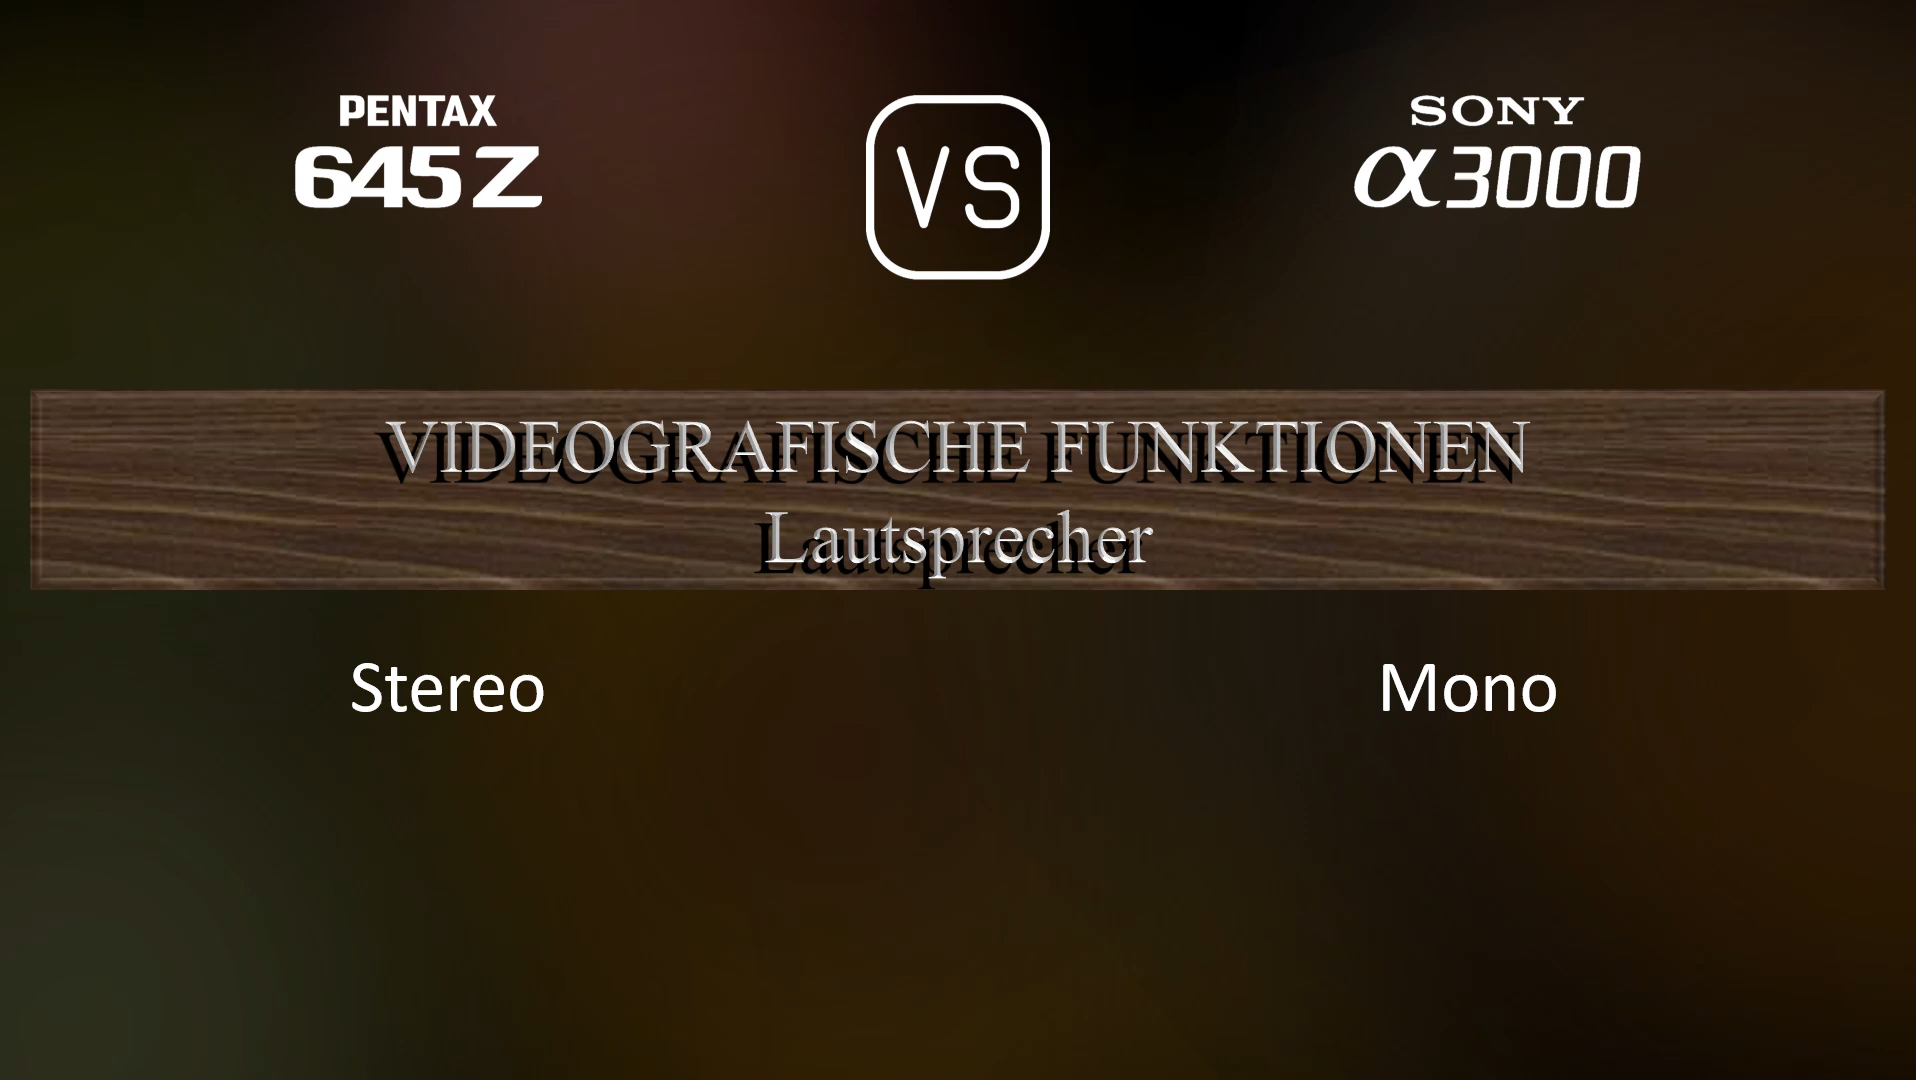 PENTAX
645Z
VS
SONY
α3000
VIDEOGRAFISCHE FUNKTIONEN
Lautsprecher
Stereo
Mono